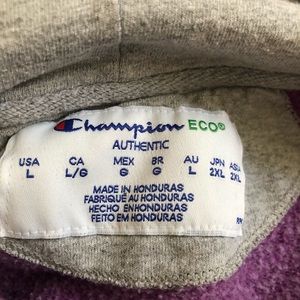 Champion ECO®
AUTHENTIC
USA CA MEX BR AU JPN ASIA
L L/G G G L 2XL 2XL
MADE IN HONDURAS
FABRIQUÉ AU HONDURAS
HECHO EN HONDURAS
FEITO EM HONDURAS